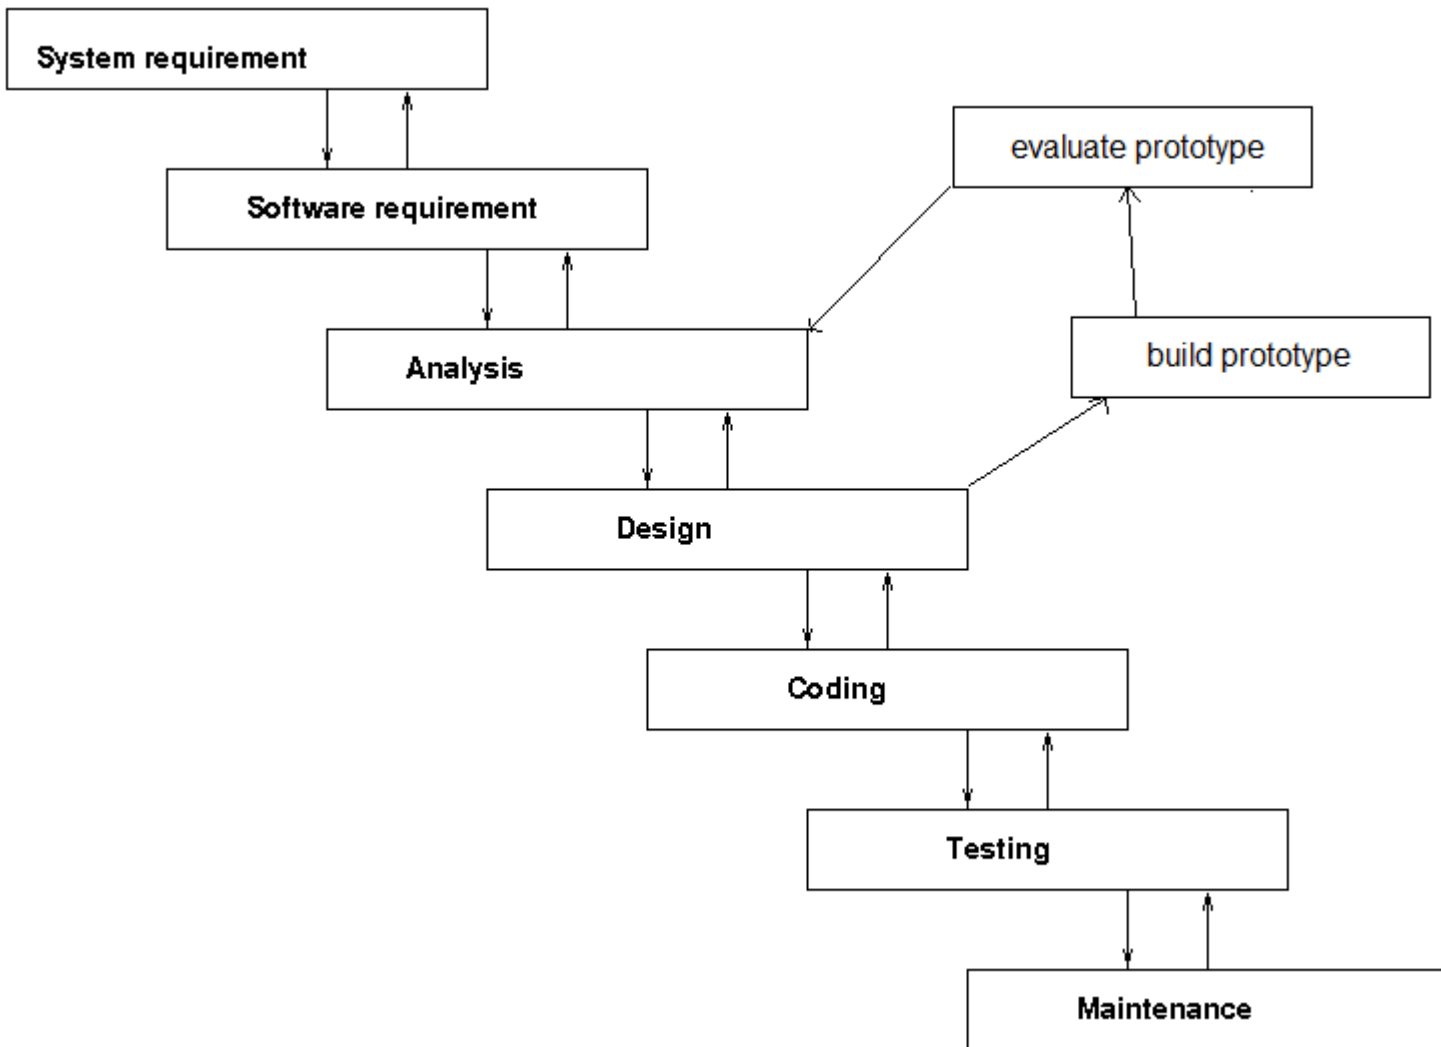 System requirement
evaluate prototype
Software requirement
build prototype
Analysis
Design
Coding
Testing
Maintenance